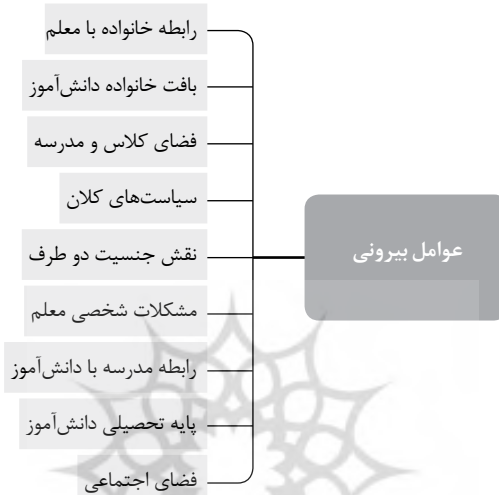 عوامل بیرونی
رابطه خانواده با معلم
بافت خانواده دانش‌آموز
فضای کلاس و مدرسه
سیاست‌های کلان
نقش جنسیت دو طرف
مشکلات شخصی معلم
رابطه مدرسه با دانش‌آموز
پایه تحصیلی دانش‌آموز
فضای اجتماعی